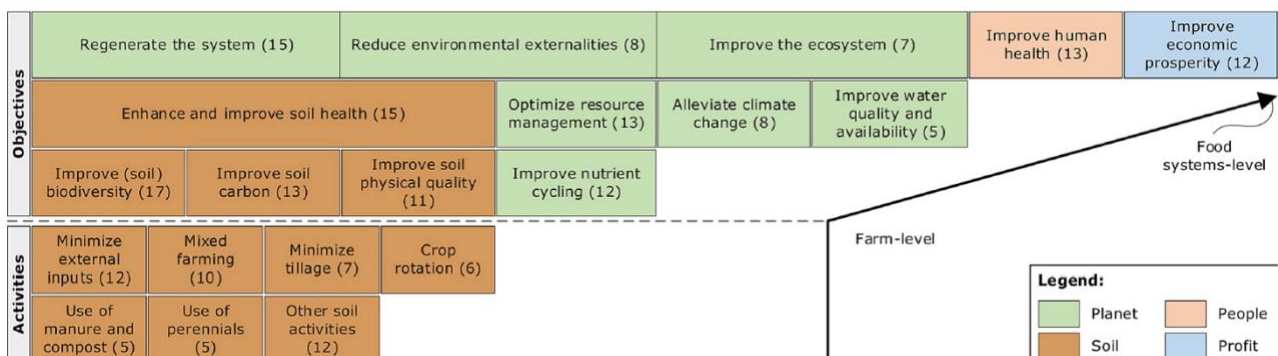 Objectives
Regenerate the system (15)
Reduce environmental externalities (8)
Improve the ecosystem (7)
Improve human
health (13)
Improve
economic
prosperity (12)
Enhance and improve soil health (15)
Optimize resource
management (13)
Alleviate climate
change (8)
Improve water
quality and
availability (5)
Improve (soil)
biodiversity (17)
Improve soil
carbon (13)
Improve soil
physical quality
(11)
Improve nutrient
cycling (12)
Food
systems-level
Farm-level
Activities
Minimize
external
inputs (12)
Mixed
farming
(10)
Minimize
tillage (7)
Crop
rotation (6)
Use of
manure and
compost (5)
Use of
perennials
(5)
Other soil
activities
(12)
Legend:
Planet
People
Soil
Profit